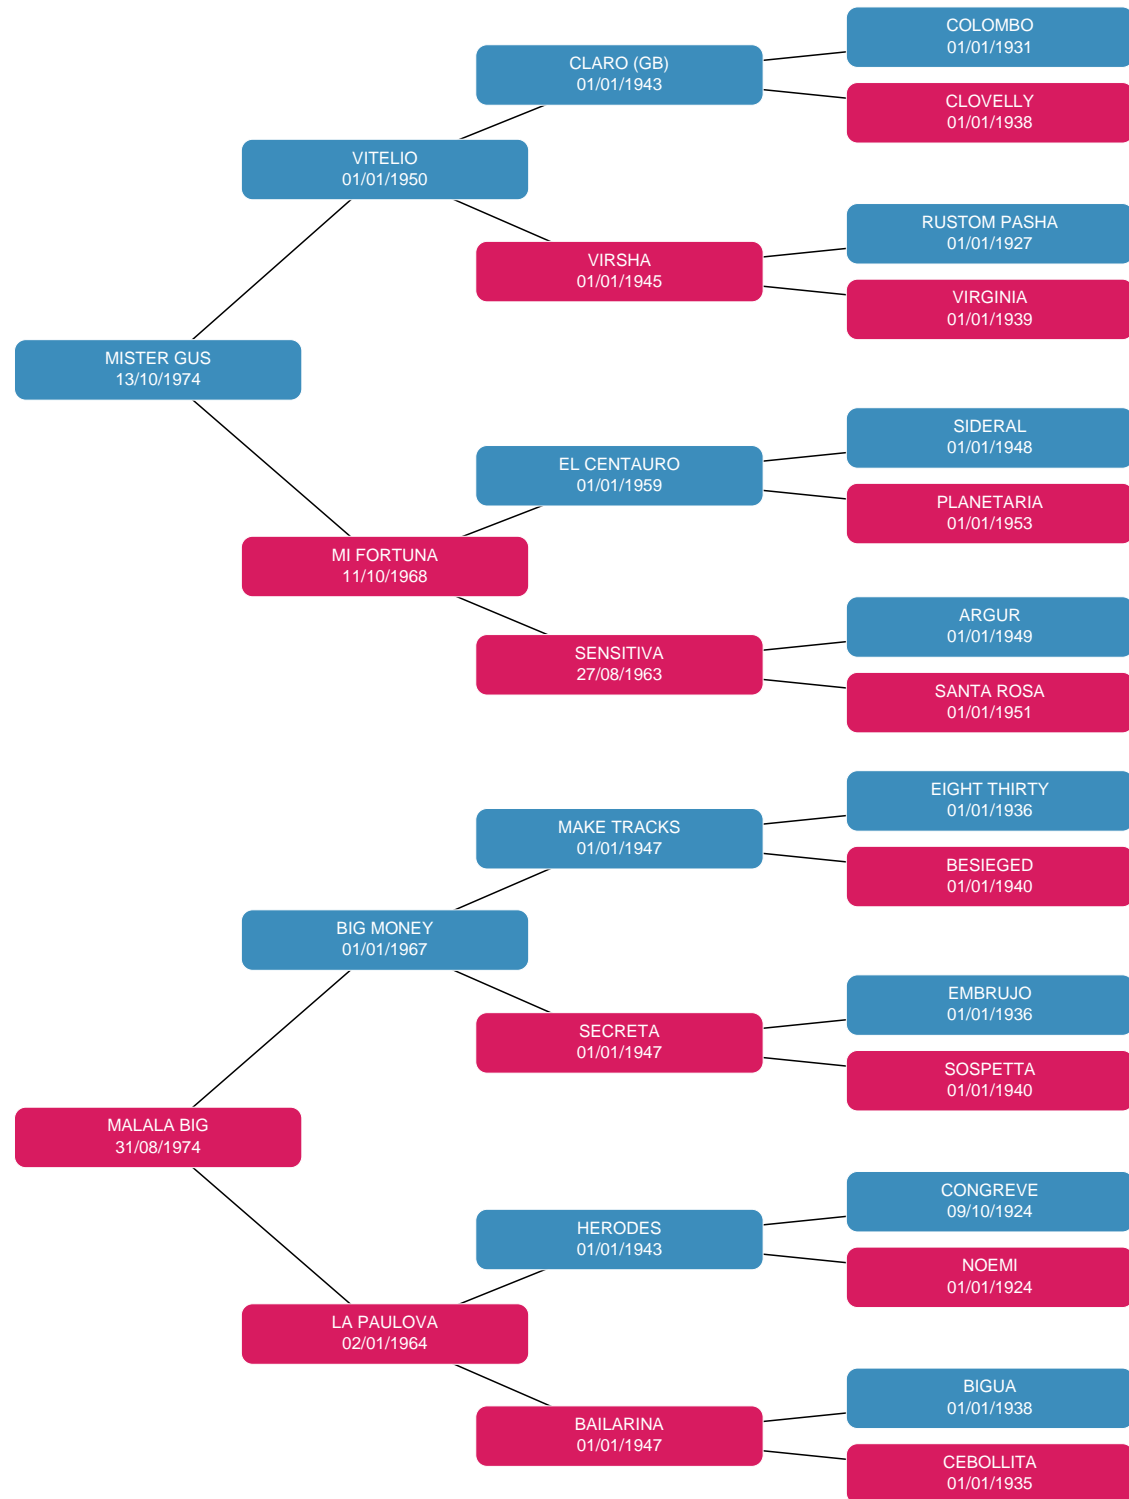 COLOMBO
01/01/1931
CLARO (GB)
01/01/1943
CLOVELLY
01/01/1938
VITELIO
01/01/1950
RUSTOM PASHA
01/01/1927
VIRSHA
01/01/1945
VIRGINIA
01/01/1939
MISTER GUS
13/10/1974
SIDERAL
01/01/1948
EL CENTAURO
01/01/1959
PLANETARIA
01/01/1953
MI FORTUNA
11/10/1968
ARGUR
01/01/1949
SENSITIVA
27/08/1963
SANTA ROSA
01/01/1951
EIGHT THIRTY
01/01/1936
MAKE TRACKS
01/01/1947
BESIEGED
01/01/1940
BIG MONEY
01/01/1967
EMBRUJO
01/01/1936
SECRETA
01/01/1947
SOSPETTA
01/01/1940
MALALA BIG
31/08/1974
CONGREVE
09/10/1924
HERODES
01/01/1943
NOEMI
01/01/1924
LA PAULOVA
02/01/1964
BIGUA
01/01/1938
BAILARINA
01/01/1947
CEBOLLITA
01/01/1935